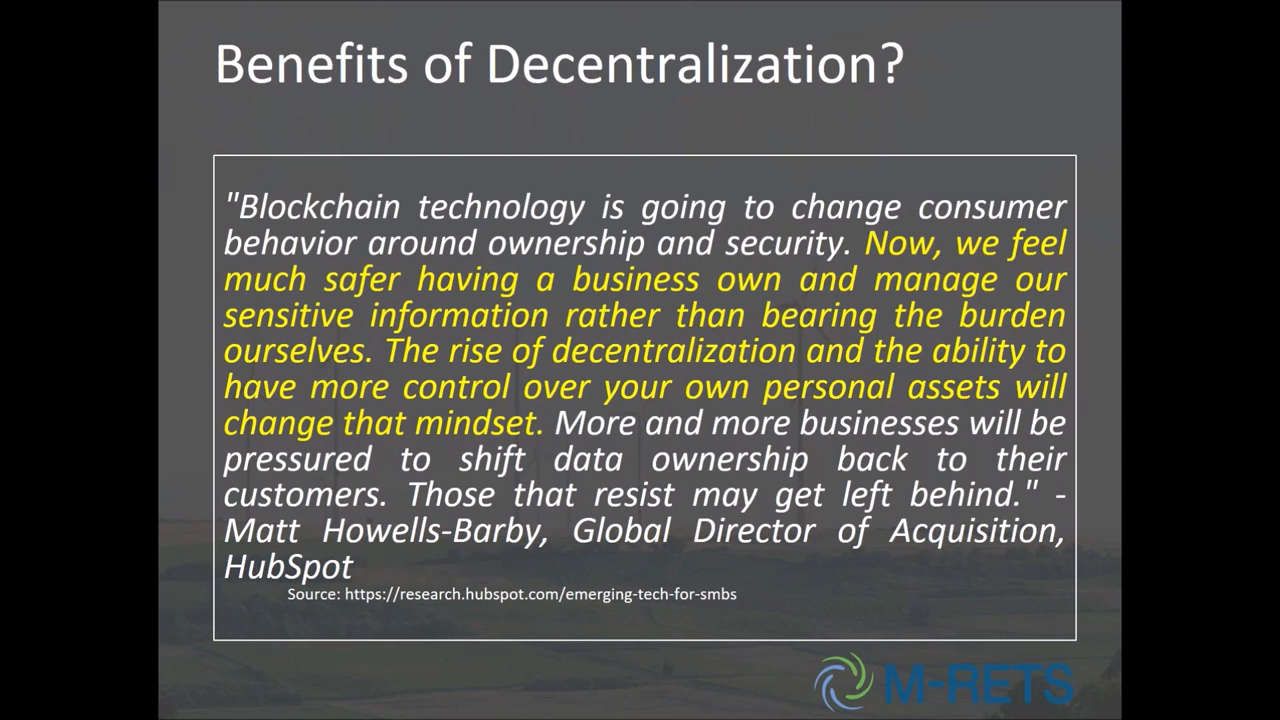 Benefits of Decentralization?
"Blockchain technology is going to change consumer
behavior around ownership and security. Now, we feel
much safer having a business own and manage our
sensitive information rather than bearing the burden
ourselves. The rise of decentralization and the ability to
have more control over your own personal assets will
change that mindset. More and more businesses will be
pressured to shift data ownership back to their
customers. Those that resist may get left behind." -
Matt Howells-Barby, Global Director of Acquisition,
HubSpot
Source: https://research.hubspot.com/emerging-tech-for-smbs
M-RETS